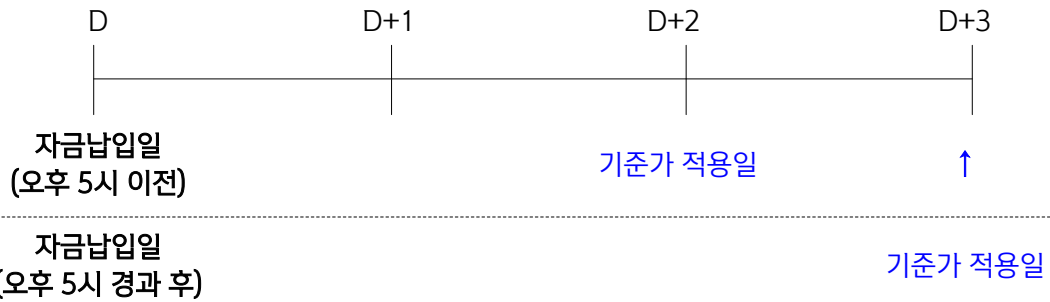 D D+1 D+2 D+3
자금납입일
(오후 5시 이전)
기준가 적용일 ↑
자금납입일
(오후 5시 경과 후)
기준가 적용일